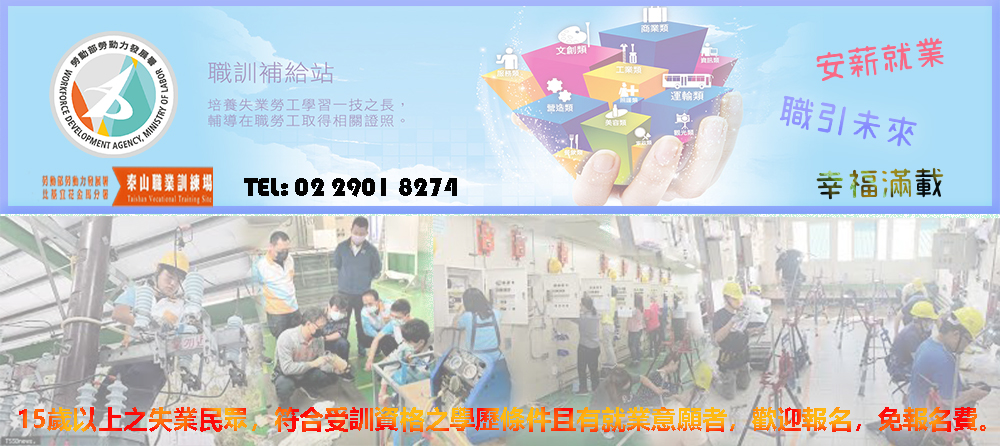 勞動部勞動力發展署
WORKFORCE DEVELOPMENT AGENCY, MINISTRY OF LABOR
職訓補給站
培養失業勞工學習一技之長，
輔導在職勞工取得相關證照。
商業類
文創類
資訊類
服務類
工業類
運輸類
營造類
美容類
觀光類
安薪就業
職引未來
幸福滿載
勞動部勞動力發展署
北基宜花金馬分署
泰山職業訓練場
Taishan Vocational Training Site
TEL: 02 2901 8274
15歲以上之失業民眾，符合受訓資格之學歷條件且有就業意願者，歡迎報名，免報名費。